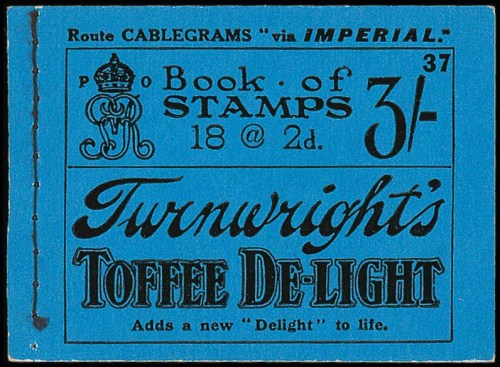 Route CABLEGRAMS "via IMPERIAL."
37
P O Book · of
GR STAMPS 3/-
18 @ 2d.
Turnwright's
TOFFEE DE-LIGHT
Adds a new "Delight" to life.